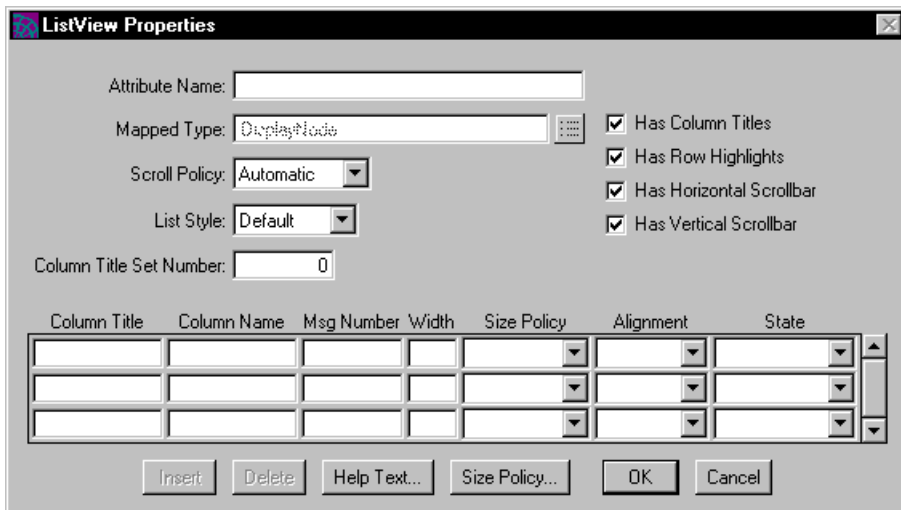 ListView Properties
Attribute Name:
Mapped Type: DisplayNode
Scroll Policy: Automatic
List Style: Default
Column Title Set Number: 0
Has Column Titles
Has Row Highlights
Has Horizontal Scrollbar
Has Vertical Scrollbar
Column Title Column Name Msg Number Width Size Policy Alignment State
Insert Delete Help Text... Size Policy... OK Cancel